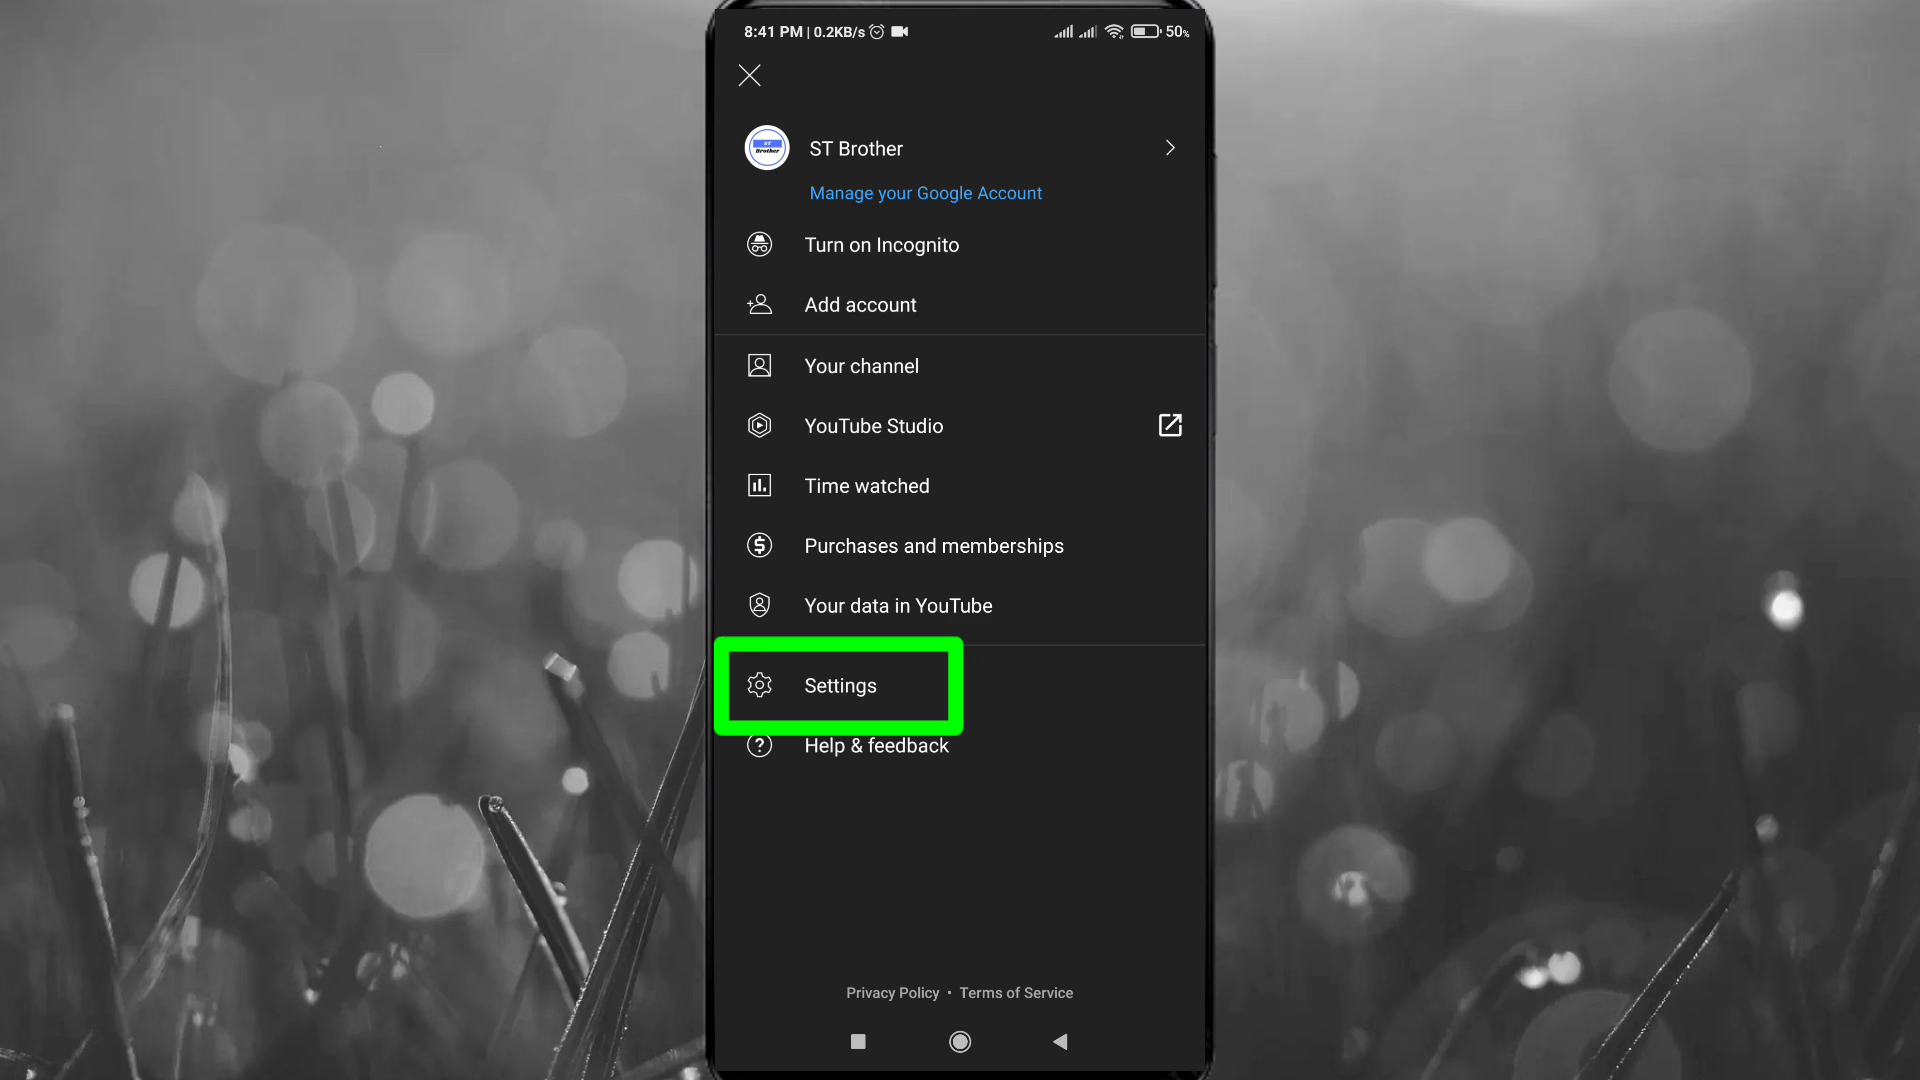 8:41 PM | 0.2KB/s 50%
ST Brother
ST Brother
Manage your Google Account
Turn on Incognito
Add account
Your channel
YouTube Studio
Time watched
Purchases and memberships
Your data in YouTube
Settings
Help & feedback
Privacy Policy • Terms of Service